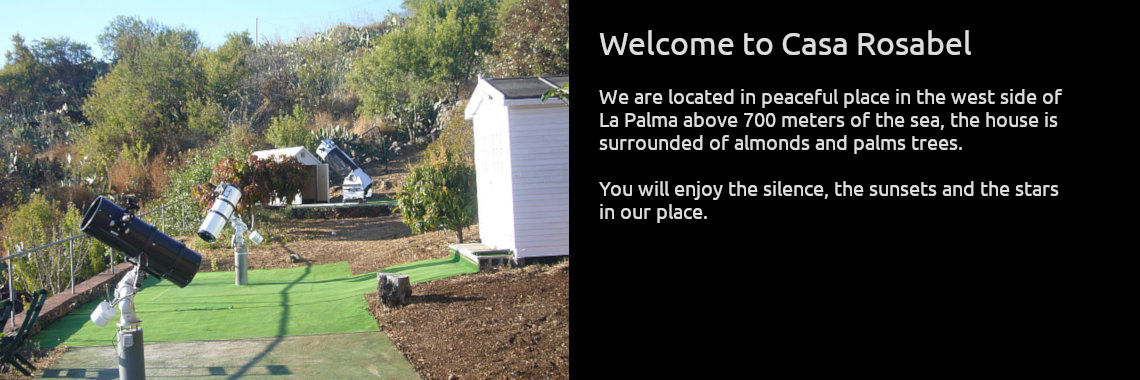 Welcome to Casa Rosabel
We are located in peaceful place in the west side of
La Palma above 700 meters of the sea, the house is
surrounded of almonds and palms trees.
You will enjoy the silence, the sunsets and the stars
in our place.